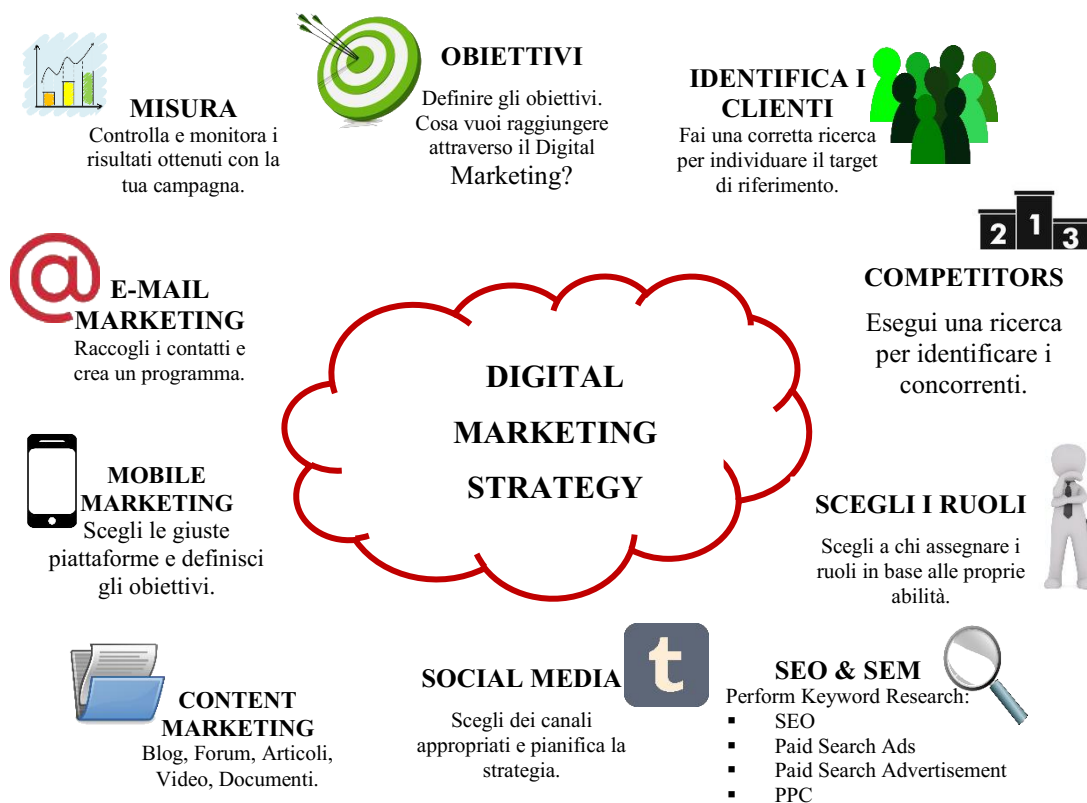 MISURA
Controlla e monitora i
risultati ottenuti con la
tua campagna.
OBIETTIVI
Definire gli obiettivi.
Cosa vuoi raggiungere
attraverso il Digital
Marketing?
IDENTIFICA I
CLIENTI
Fai una corretta ricerca
per individuare il target
di riferimento.
2 1 3
COMPETITORS
Esegui una ricerca
per identificare i
concorrenti.
@ E-MAIL
MARKETING
Raccogli i contatti e
crea un programma.
DIGITAL
MARKETING
STRATEGY
MOBILE
MARKETING
Scegli le giuste
piattaforme e definisci
gli obiettivi.
SCEGLI I RUOLI
Scegli a chi assegnare i
ruoli in base alle proprie
abilità.
CONTENT
MARKETING
Blog, Forum, Articoli,
Video, Documenti.
SOCIAL MEDIA
t
Scegli dei canali
appropriati e pianifica la
strategia.
SEO & SEM
Perform Keyword Research:
▪ SEO
▪ Paid Search Ads
▪ Paid Search Advertisement
▪ PPC